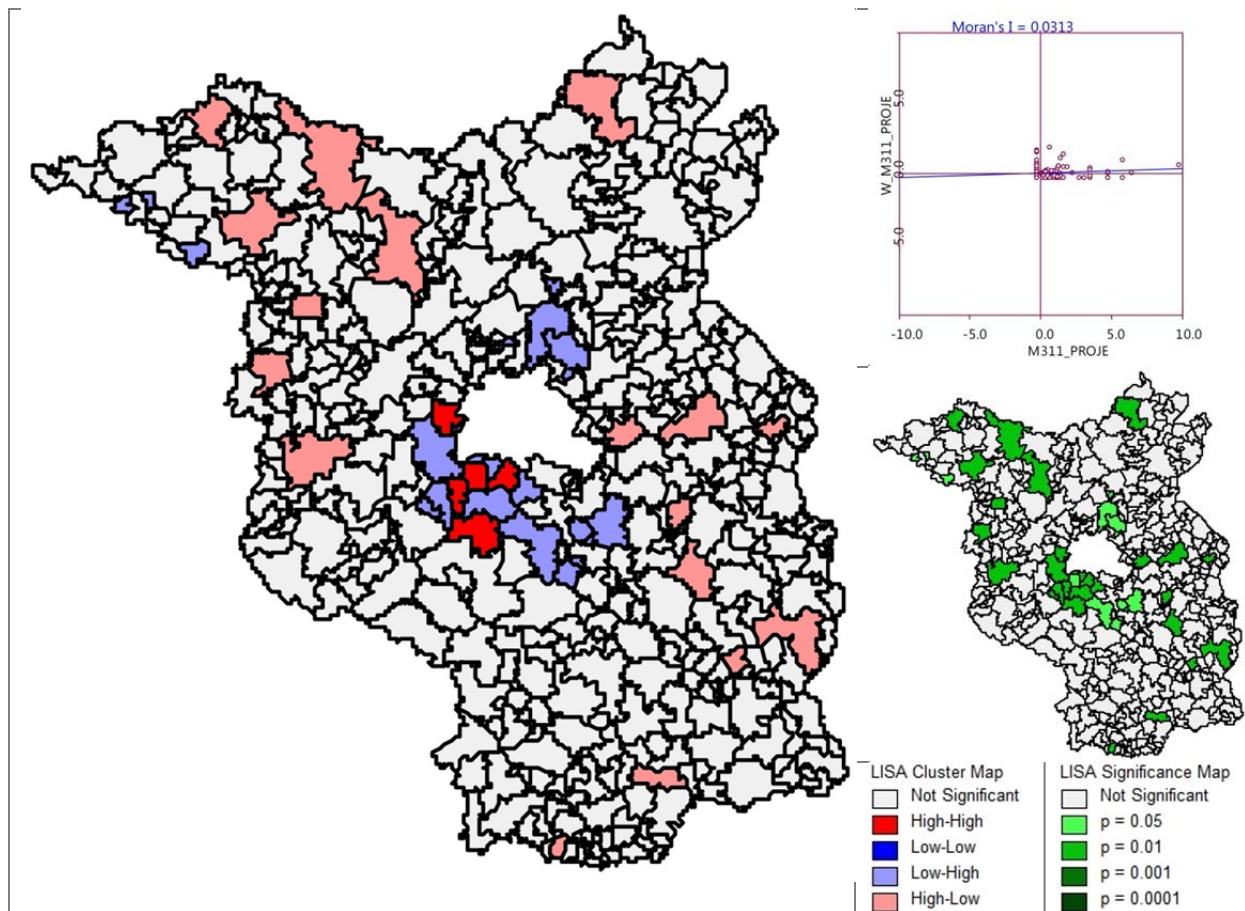 Moran's I = 0.0313
W_M311_PROJE
5.0
0.0
5.0
-10.0 -5.0 0.0 5.0 10.0
M311_PROJE
LISA Cluster Map
Not Significant
High-High
Low-Low
Low-High
High-Low
LISA Significance Map
Not Significant
p = 0.05
p = 0.01
p = 0.001
p = 0.0001